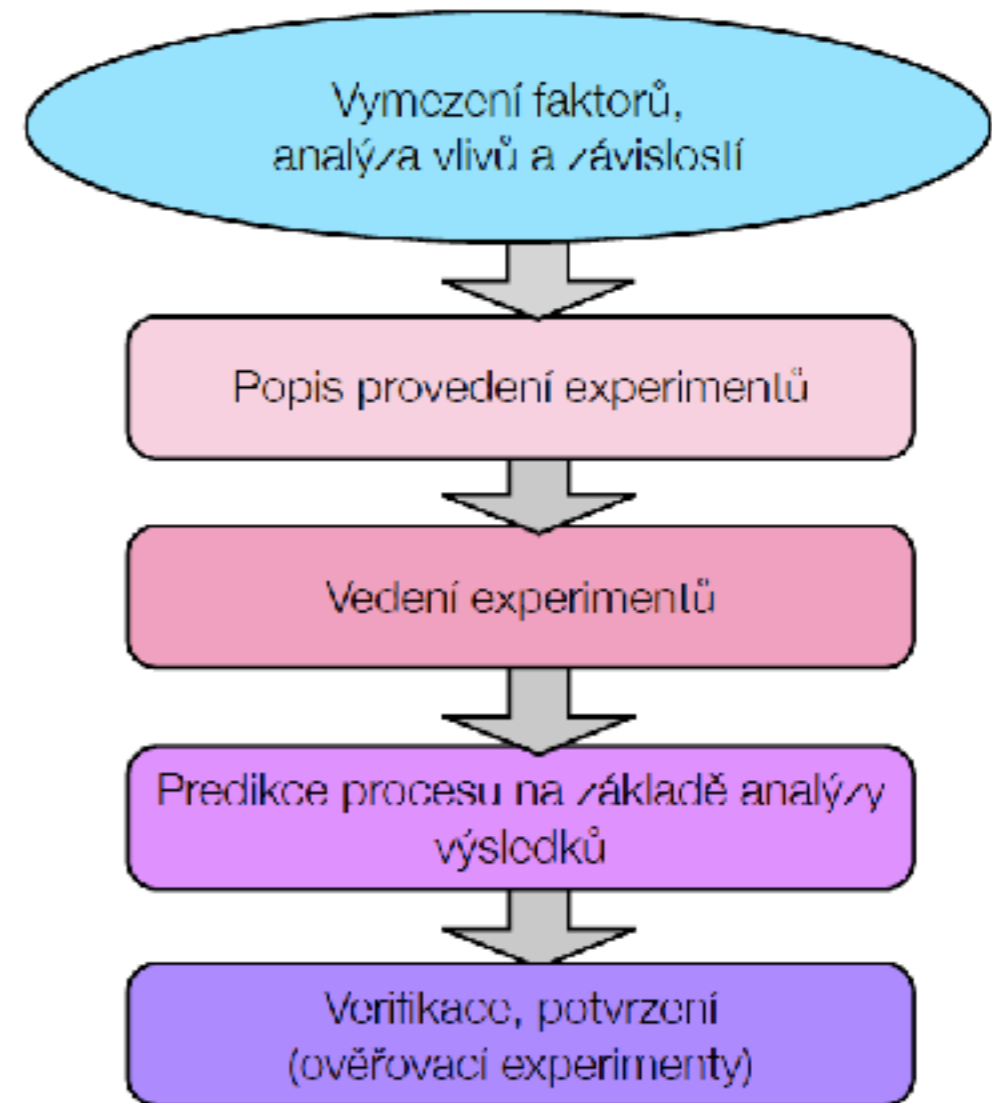 Vymezení faktorů,
analýza vlivů a závislostí
Popis provedení experimentů
Vedení experimentů
Predikce procesu na základě analýzy
výsledků
Verifikace, potvrzení
(ověřovací experimenty)